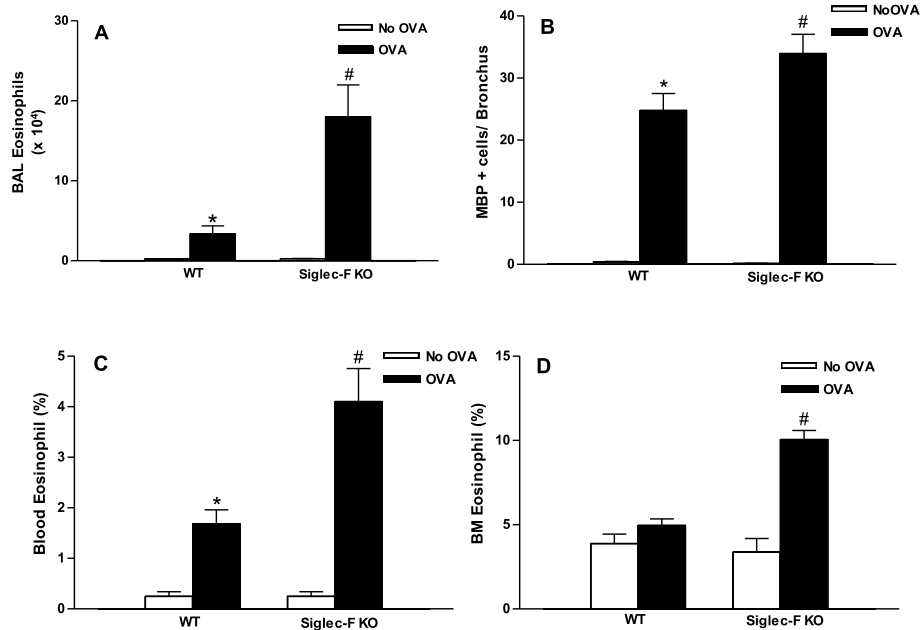 A
No OVA
OVA
BAL Eosinophils
(x 10⁴)
30
20
10
0
*
#
WT
Siglec-F KO
B
NoOVA
OVA
MBP + cells/ Bronchus
40
30
20
10
0
*
#
WT
Siglec-F KO
C
No OVA
OVA
Blood Eosinophil (%)
5
4
3
2
1
0
*
#
WT
Siglec-F KO
D
No OVA
OVA
BM Eosinophil (%)
15
10
5
0
#
WT
Siglec-F KO